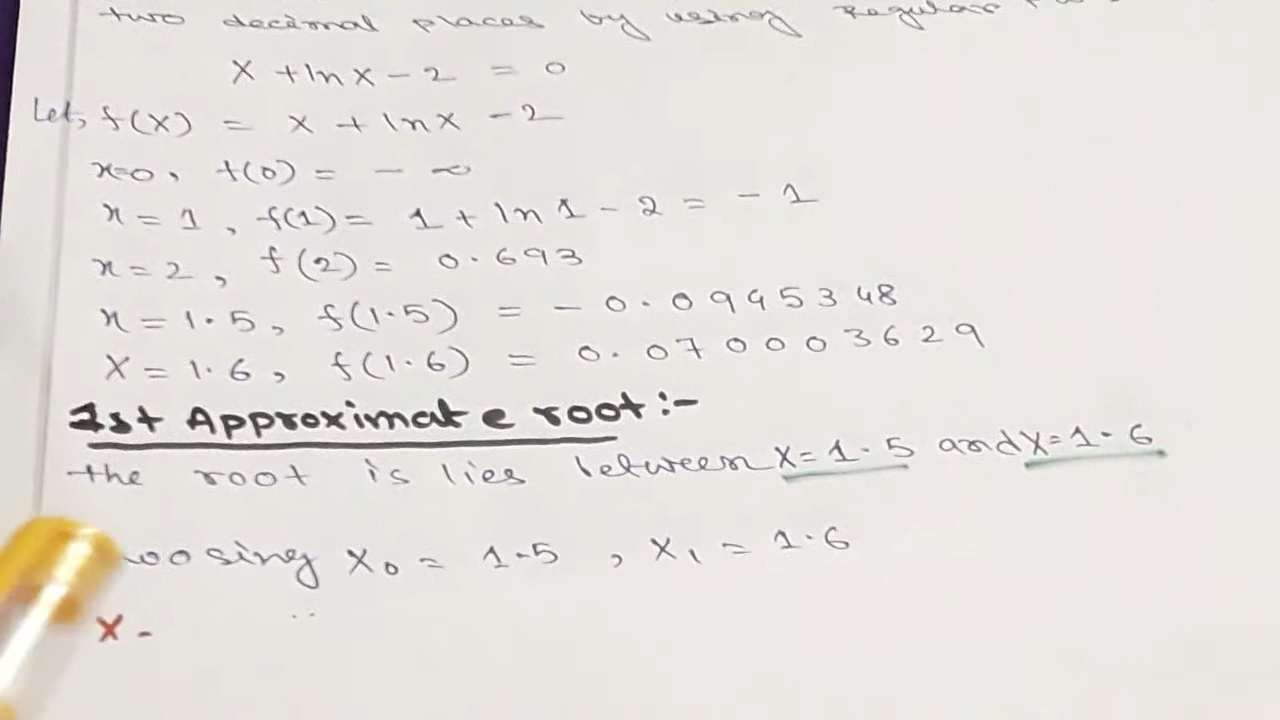 two decimal places by using Regular
x + ln x - 2 = 0
Let, f(x) = x + ln x - 2
x=0, f(0) = - ∞
x = 1, f(1) = 1 + ln 1 - 2 = - 1
x = 2, f(2) = 0.693
x = 1.5, f(1.5) = - 0.0945348
x = 1.6, f(1.6) = 0.070003629
1st Approximate root:-
the root is lies between x=1.5 and x=1.6
oosing x₀ = 1.5, x₁ = 1.6
x -